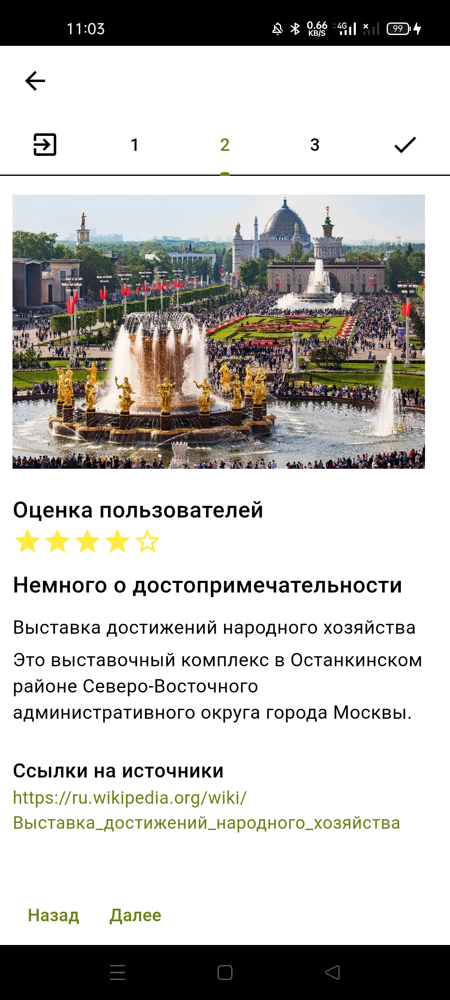 11:03
0.66
KB/S
4G
99
1
2
3
Оценка пользователей
Немного о достопримечательности
Выставка достижений народного хозяйства
Это выставочный комплекс в Останкинском
районе Северо-Восточного
административного округа города Москвы.
Ссылки на источники
https://ru.wikipedia.org/wiki/
Выставка_достижений_народного_хозяйства
Назад
Далее